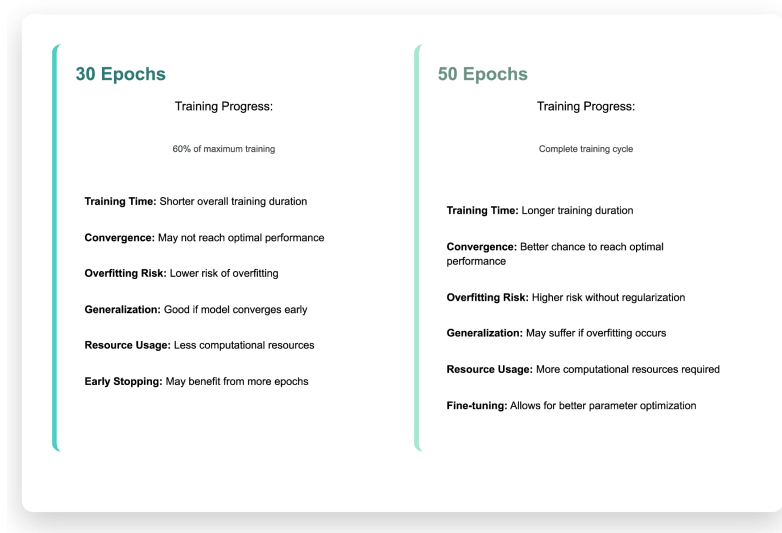 30 Epochs
Training Progress:
60% of maximum training
Training Time: Shorter overall training duration
Convergence: May not reach optimal performance
Overfitting Risk: Lower risk of overfitting
Generalization: Good if model converges early
Resource Usage: Less computational resources
Early Stopping: May benefit from more epochs
50 Epochs
Training Progress:
Complete training cycle
Training Time: Longer training duration
Convergence: Better chance to reach optimal
performance
Overfitting Risk: Higher risk without regularization
Generalization: May suffer if overfitting occurs
Resource Usage: More computational resources required
Fine-tuning: Allows for better parameter optimization